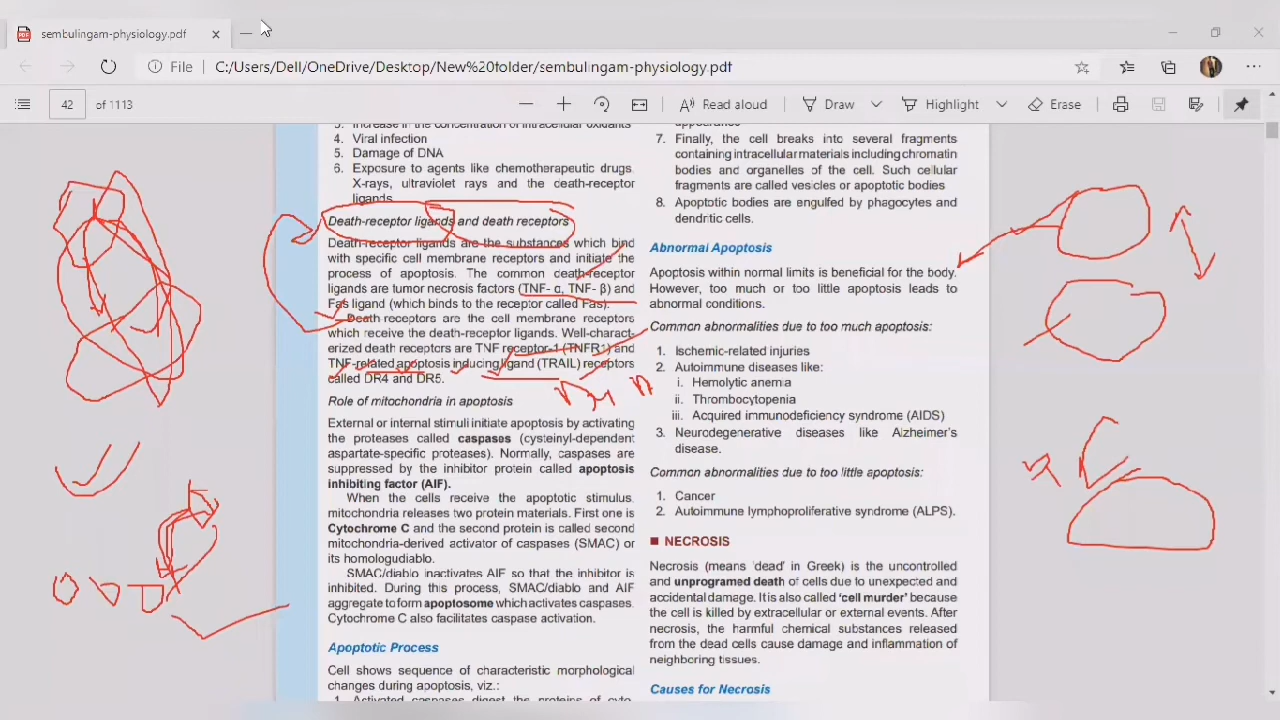 sembulingam-physiology.pdf
File C:/Users/Dell/OneDrive/Desktop/New%20folder/sembulingam-physiology.pdf
42 of 1113 Read aloud Draw Highlight Erase
3. Increase in the concentration of intracellular oxidants
4. Viral infection
5. Damage of DNA
6. Exposure to agents like chemotherapeutic drugs,
X-rays, ultraviolet rays and the death-receptor
ligands.
Death-receptor ligands and death receptors
Death-receptor ligands are the substances which bind
with specific cell membrane receptors and initiate the
process of apoptosis. The common death-receptor
ligands are tumor necrosis factors (TNF- α, TNF- β) and
Fas ligand (which binds to the receptor called Fas).
Death-receptors are the cell membrane receptors
which receive the death-receptor ligands. Well-charact-
erized death receptors are TNF receptor-1 (TNFR1) and
TNF-related apoptosis inducing ligand (TRAIL) receptors
called DR4 and DR5.
Role of mitochondria in apoptosis
External or internal stimuli initiate apoptosis by activating
the proteases called caspases (cysteinyl-dependent
aspartate-specific proteases). Normally, caspases are
suppressed by the inhibitor protein called apoptosis
inhibiting factor (AIF).
When the cells receive the apoptotic stimulus,
mitochondria releases two protein materials. First one is
Cytochrome C and the second protein is called second
mitochondria-derived activator of caspases (SMAC) or
its homologudiablo.
SMAC/diablo inactivates AIF so that the inhibitor is
inhibited. During this process, SMAC/diablo and AIF
aggregate to form apoptosome which activates caspases.
Cytochrome C also facilitates caspase activation.
Apoptotic Process
Cell shows sequence of characteristic morphological
changes during apoptosis, viz.:
1. Activated caspases digest the proteins of cyto-
appearance
7. Finally, the cell breaks into several fragments
containing intracellular materials including chromatin
bodies and organelles of the cell. Such cellular
fragments are called vesicles or apoptotic bodies
8. Apoptotic bodies are engulfed by phagocytes and
dendritic cells.
Abnormal Apoptosis
Apoptosis within normal limits is beneficial for the body.
However, too much or too little apoptosis leads to
abnormal conditions.
Common abnormalities due to too much apoptosis:
1. Ischemic-related injuries
2. Autoimmune diseases like:
i. Hemolytic anemia
ii. Thrombocytopenia
iii. Acquired immunodeficiency syndrome (AIDS)
3. Neurodegenerative diseases like Alzheimer's
disease.
Common abnormalities due to too little apoptosis:
1. Cancer
2. Autoimmune lymphoproliferative syndrome (ALPS).
NECROSIS
Necrosis (means 'dead' in Greek) is the uncontrolled
and unprogramed death of cells due to unexpected and
accidental damage. It is also called 'cell murder' because
the cell is killed by extracellular or external events. After
necrosis, the harmful chemical substances released
from the dead cells cause damage and inflammation of
neighboring tissues.
Causes for Necrosis